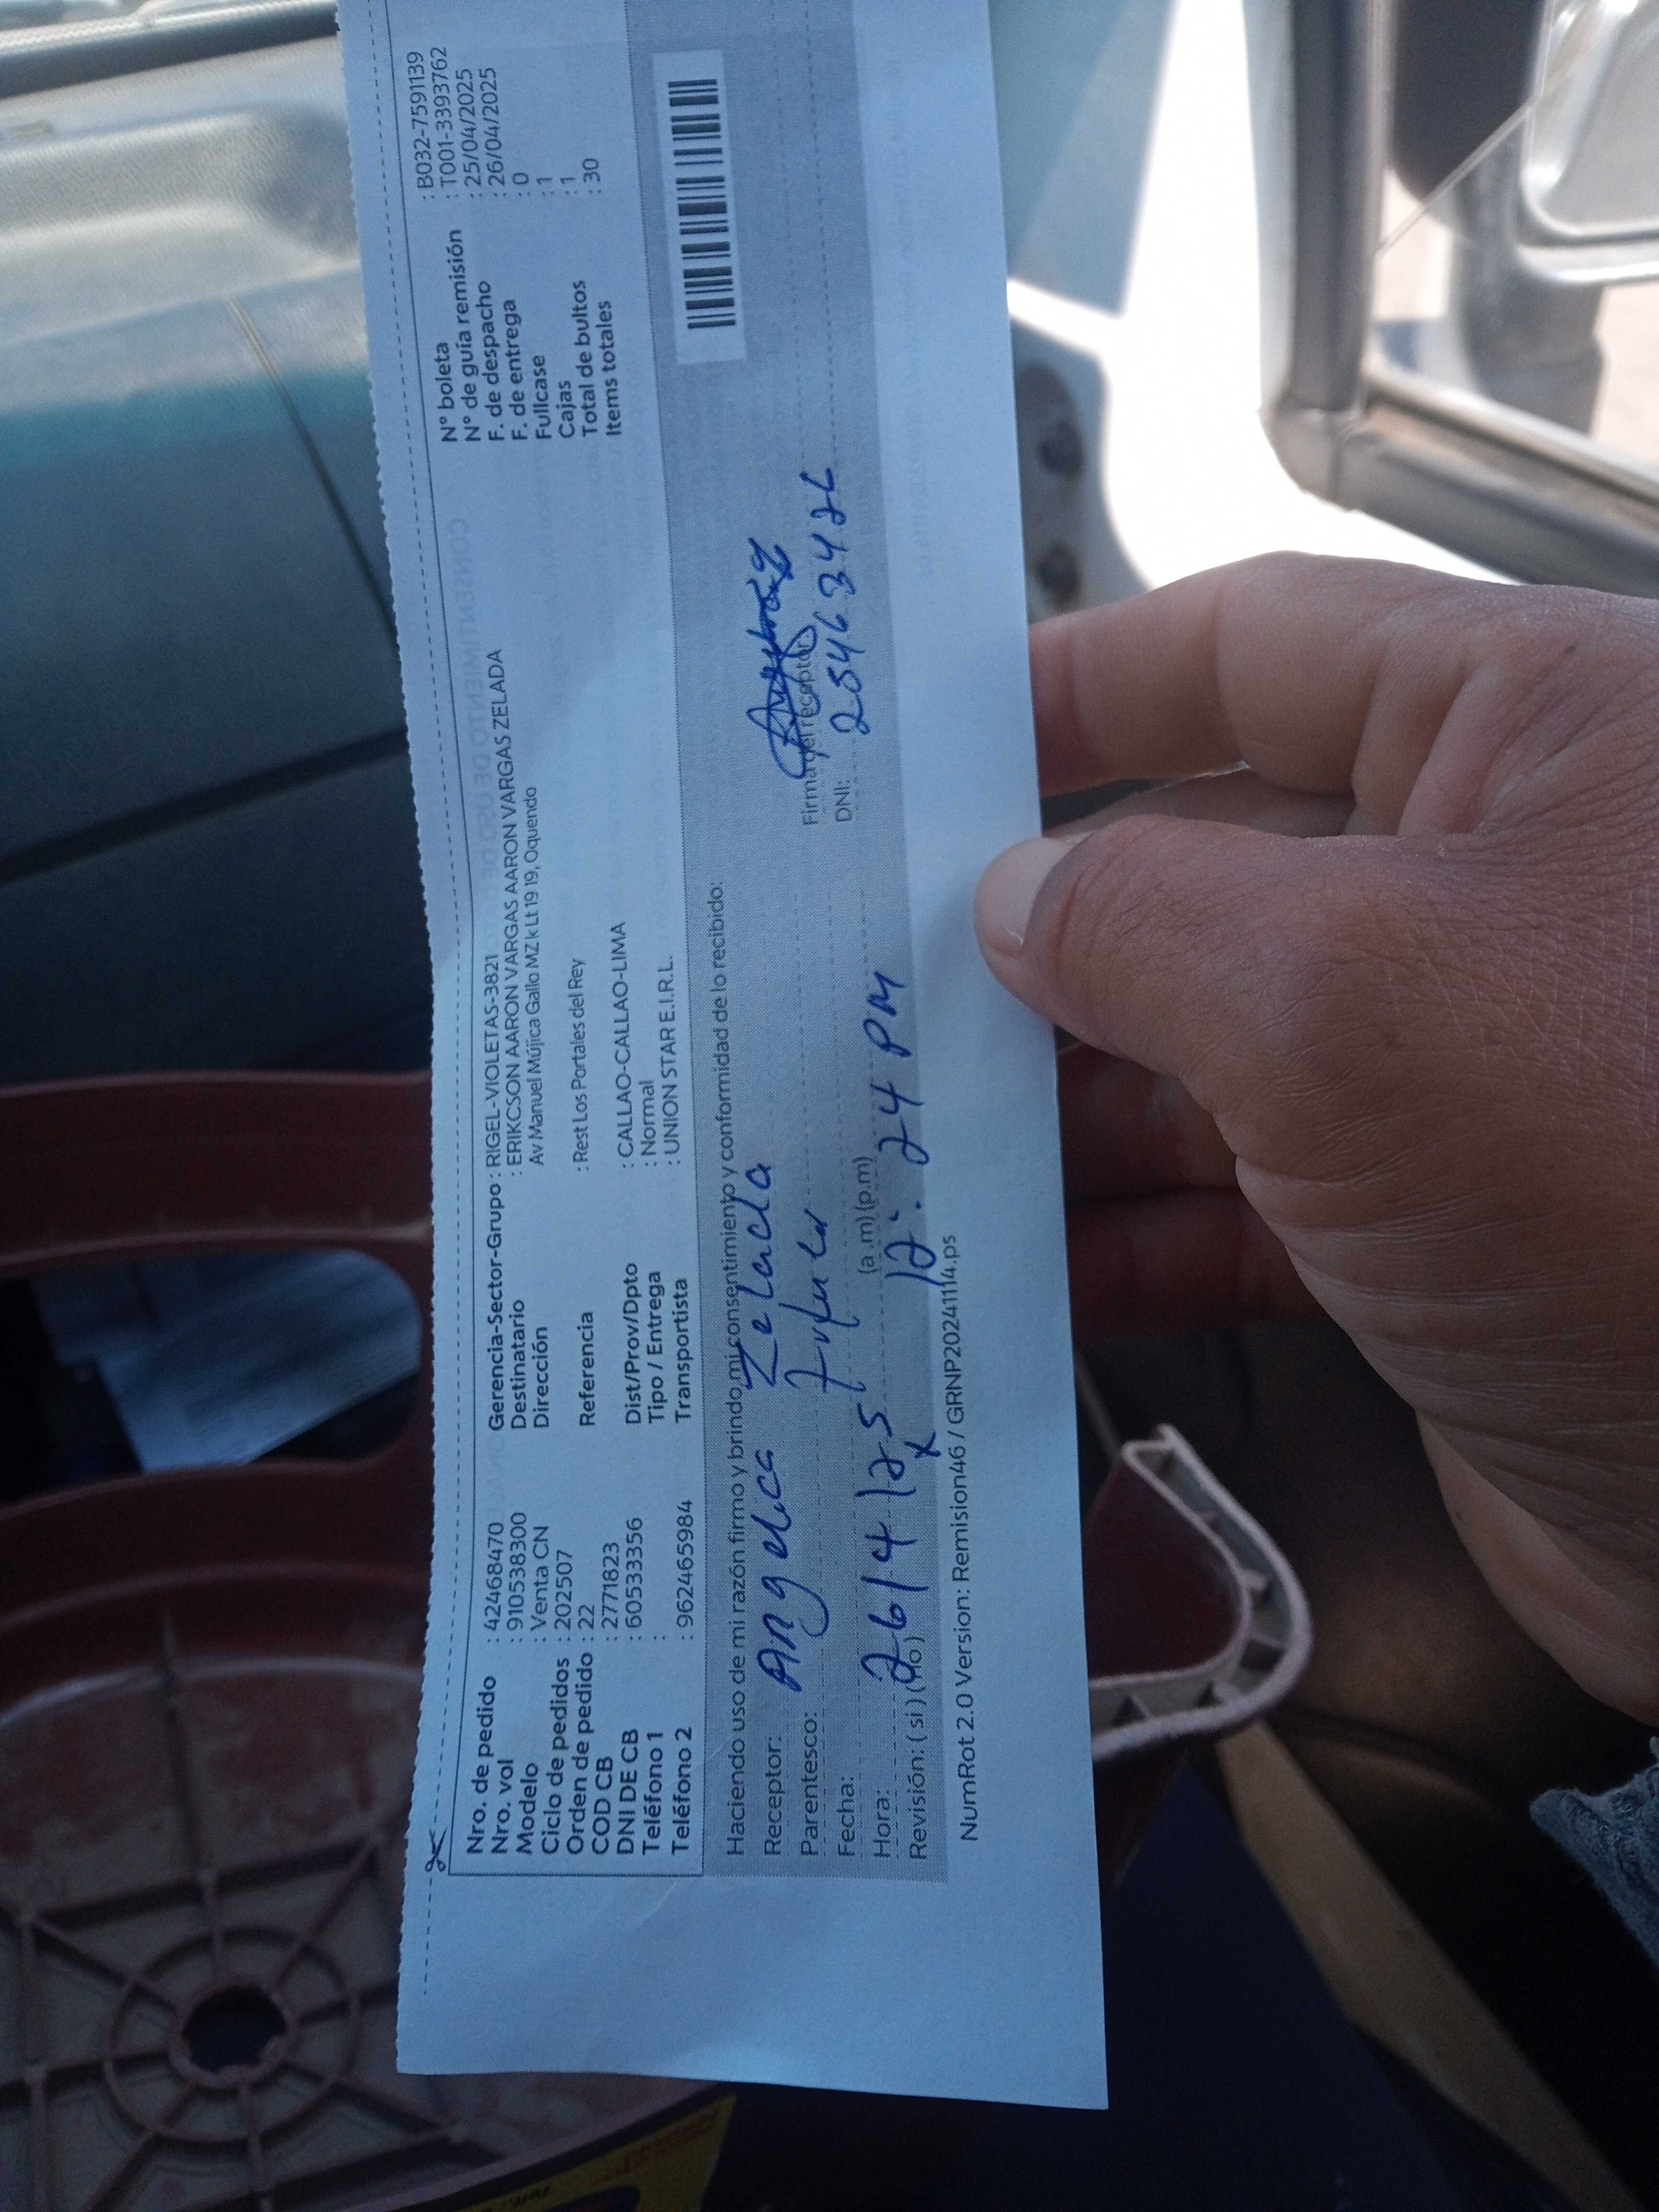 Nro. de pedido : 42468470
Nro. val : 910538300
Modelo : Venta CN
Ciclo de pedidos : 202507
Orden de pedido : 22
COD CB : 2771823
DNI DE CB : 60533356
Teléfono 1 :
Teléfono 2 : 962465984
Gerencia-Sector-Grupo : RIGEL-VIOLETAS-3821
Destinatario : ERIKCSON AARON VARGAS AARON VARGAS ZELADA
Dirección Av Manuel Mújica Gallo MZ k Lt 19 19, Oquendo
Referencia : Rest Los Portales del Rey
Dist/Prov/Dpto : CALLAO-CALLAO-LIMA
Tipo / Entrega : Normal
Transportista : UNION STAR E.I.R.L.
Nº boleta : B032-7591139
Nº de guía remisión : T001-3393762
F. de despacho : 25/04/2025
F. de entrega : 26/04/2025
Fullcase : 0
Cajas : 1
Total de bultos : 1
Items totales : 30
Haciendo uso de mi razón firmo y brindo mi consentimiento y conformidad de lo recibido:
Receptor: Angelica Zelada
Parentesco:
Firma del receptor
Fecha: 26/4/25
DNI:
Hora: (a.m) (p.m) 12:24 PM
Revisión: ( si ) ( no ) x
NumRot 2.0 Version: Remision46 / GRNP20241114.ps